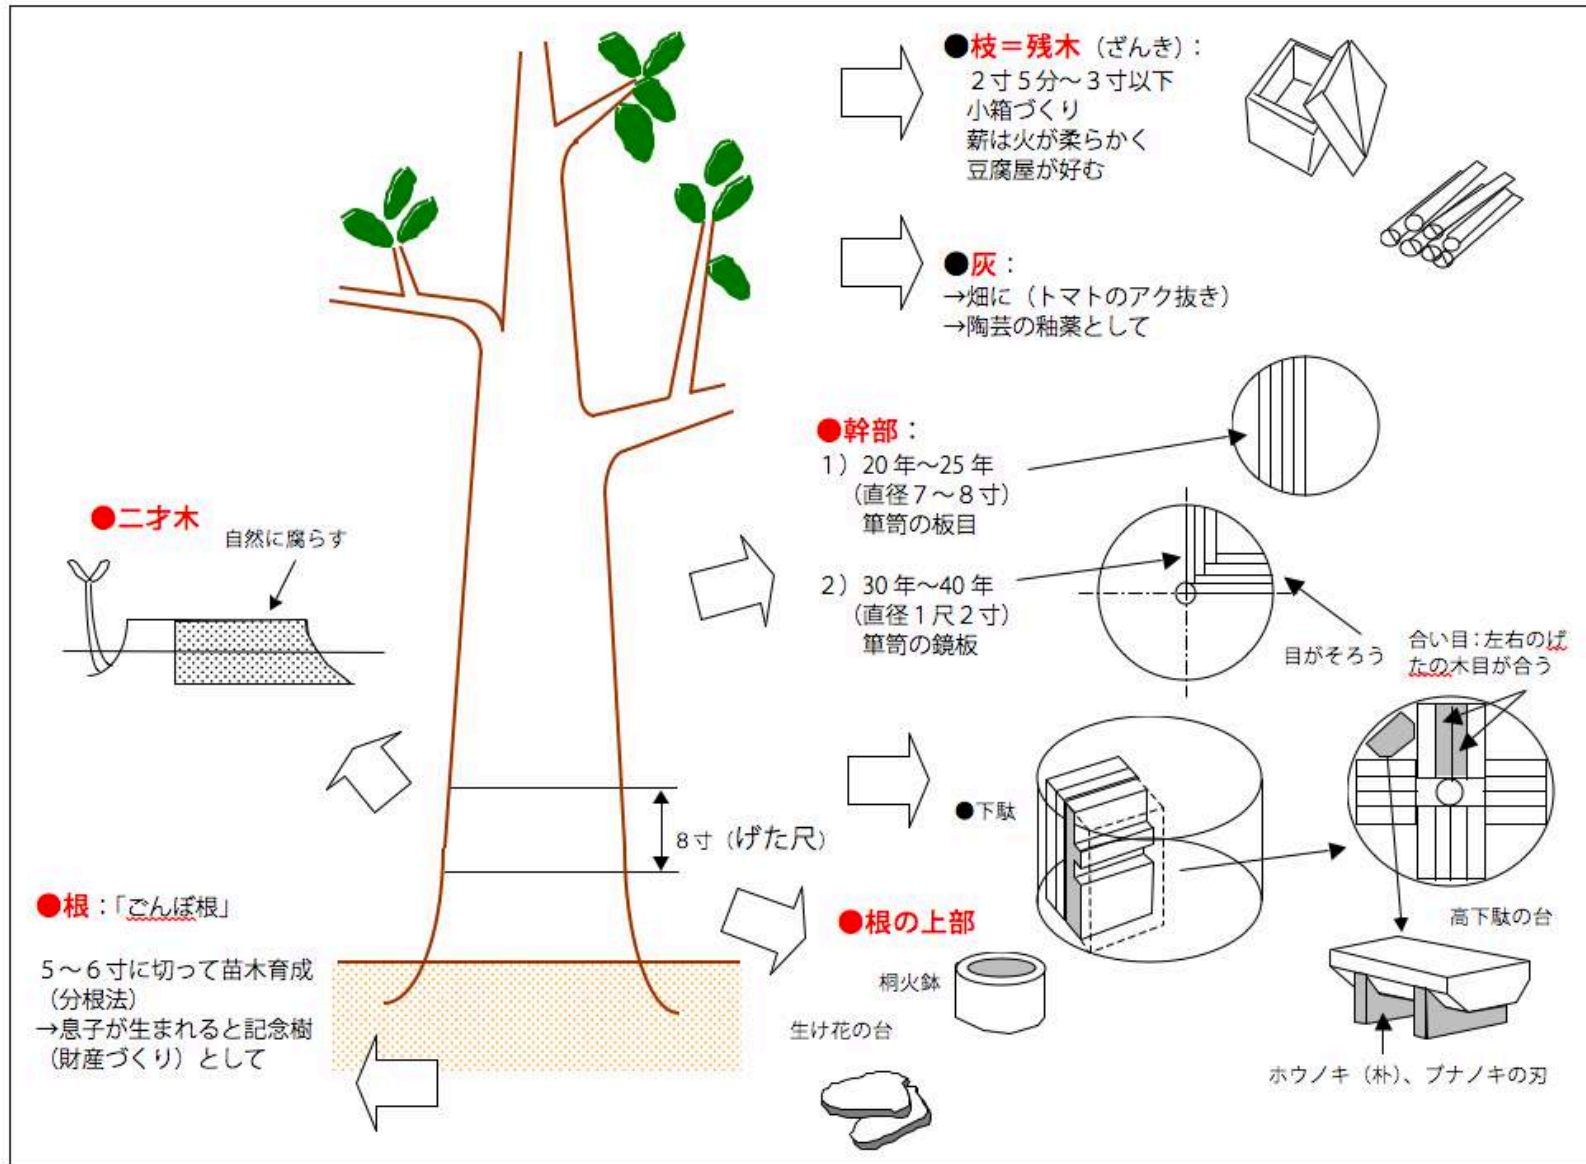 ●枝＝残木（ざんき）：
２寸５分～３寸以下
小箱づくり
薪は火が柔らかく
豆腐屋が好む
●灰：
→畑に（トマトのアク抜き）
→陶芸の釉薬として
●幹部：
１）20年～25年
（直径７～８寸）
箪笥の板目
２）30年～40年
（直径１尺２寸）
箪笥の鏡板
目がそろう
合い目：左右のげ
たの木目が合う
●二才木
自然に腐らす
８寸（げた尺）
●下駄
高下駄の台
ホウノキ（朴）、ブナノキの刃
●根の上部
桐火鉢
生け花の台
●根：「ごんぼ根」
５～６寸に切って苗木育成
（分根法）
→息子が生まれると記念樹
（財産づくり）として